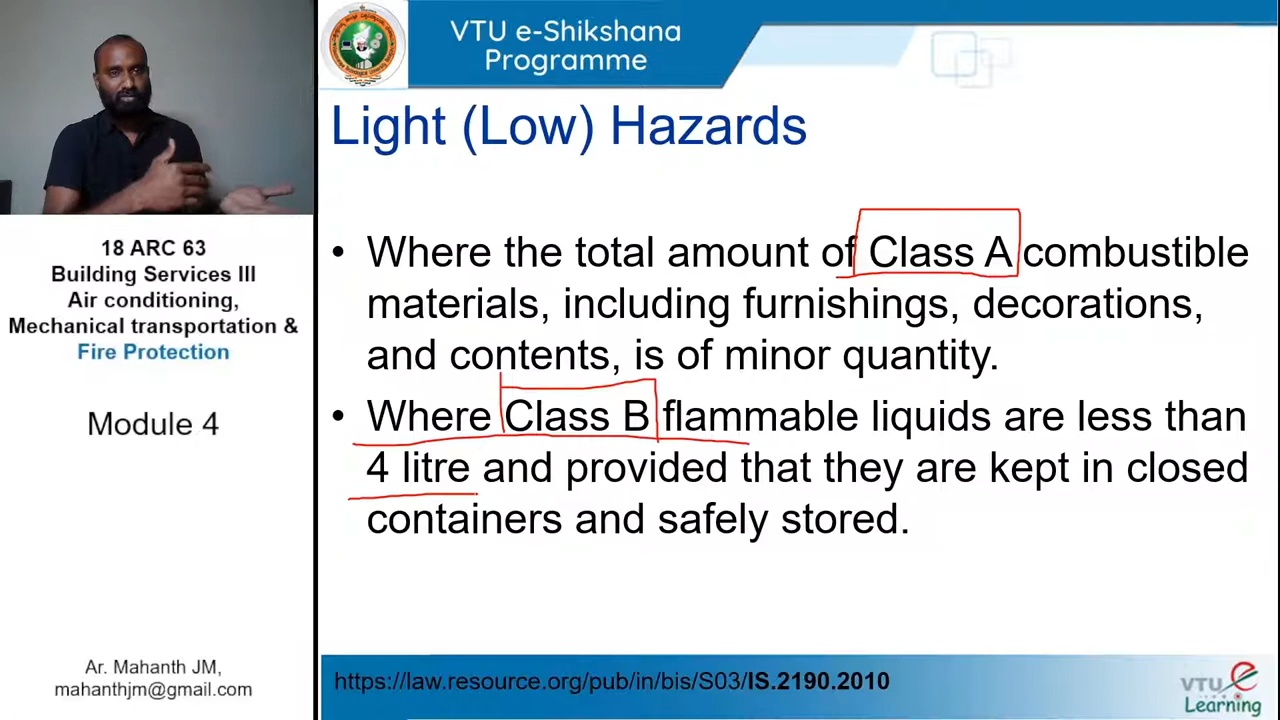 VTU e-Shikshana
Programme
Light (Low) Hazards
18 ARC 63
Building Services III
Air conditioning,
Mechanical transportation &
Fire Protection
Module 4
Ar. Mahanth JM,
mahanthjm@gmail.com
• Where the total amount of Class A combustible
materials, including furnishings, decorations,
and contents, is of minor quantity.
• Where Class B flammable liquids are less than
4 litre and provided that they are kept in closed
containers and safely stored.
https://law.resource.org/pub/in/bis/S03/IS.2190.2010
VTU e
Learning